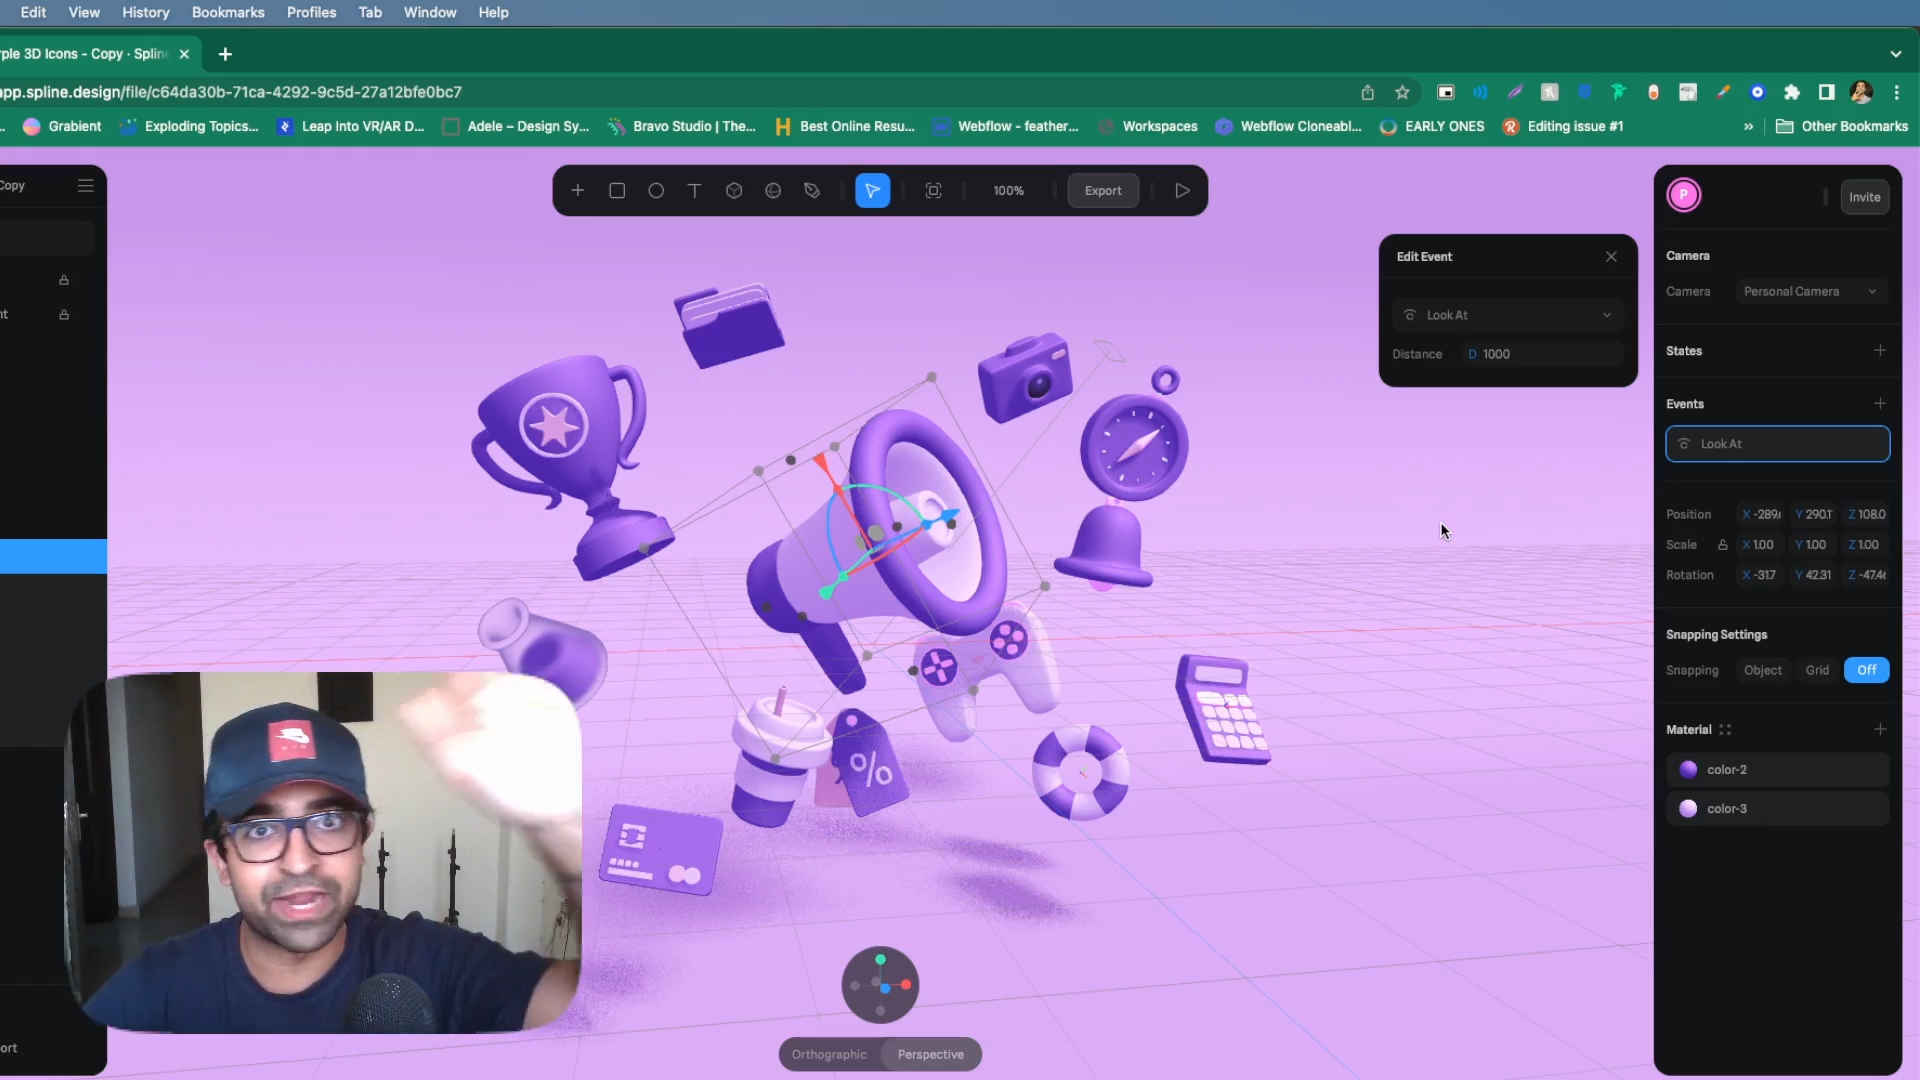 Edit View History Bookmarks Profiles Tab Window Help
rple 3D Icons - Copy · Splin
app.spline.design/file/c64da30b-71ca-4292-9c5d-27a12bfe0bc7
Grabient Exploding Topics... Leap Into VR/AR D... Adele – Design Sy... Bravo Studio | The... Best Online Resu... Webflow - feather... Workspaces Webflow Cloneabl... EARLY ONES Editing issue #1 » Other Bookmarks
Copy
nt
ort
T 100% Export
P Invite
Edit Event
Look At
Distance D 1000
Camera
Camera Personal Camera
States
Events
Look At
Position X -289. Y 290.1 Z 108.0
Scale X 1.00 Y 1.00 Z 1.00
Rotation X -31.7 Y 42.31 Z -47.46
Snapping Settings
Snapping Object Grid Off
Material
color-2
color-3
%
Orthographic Perspective